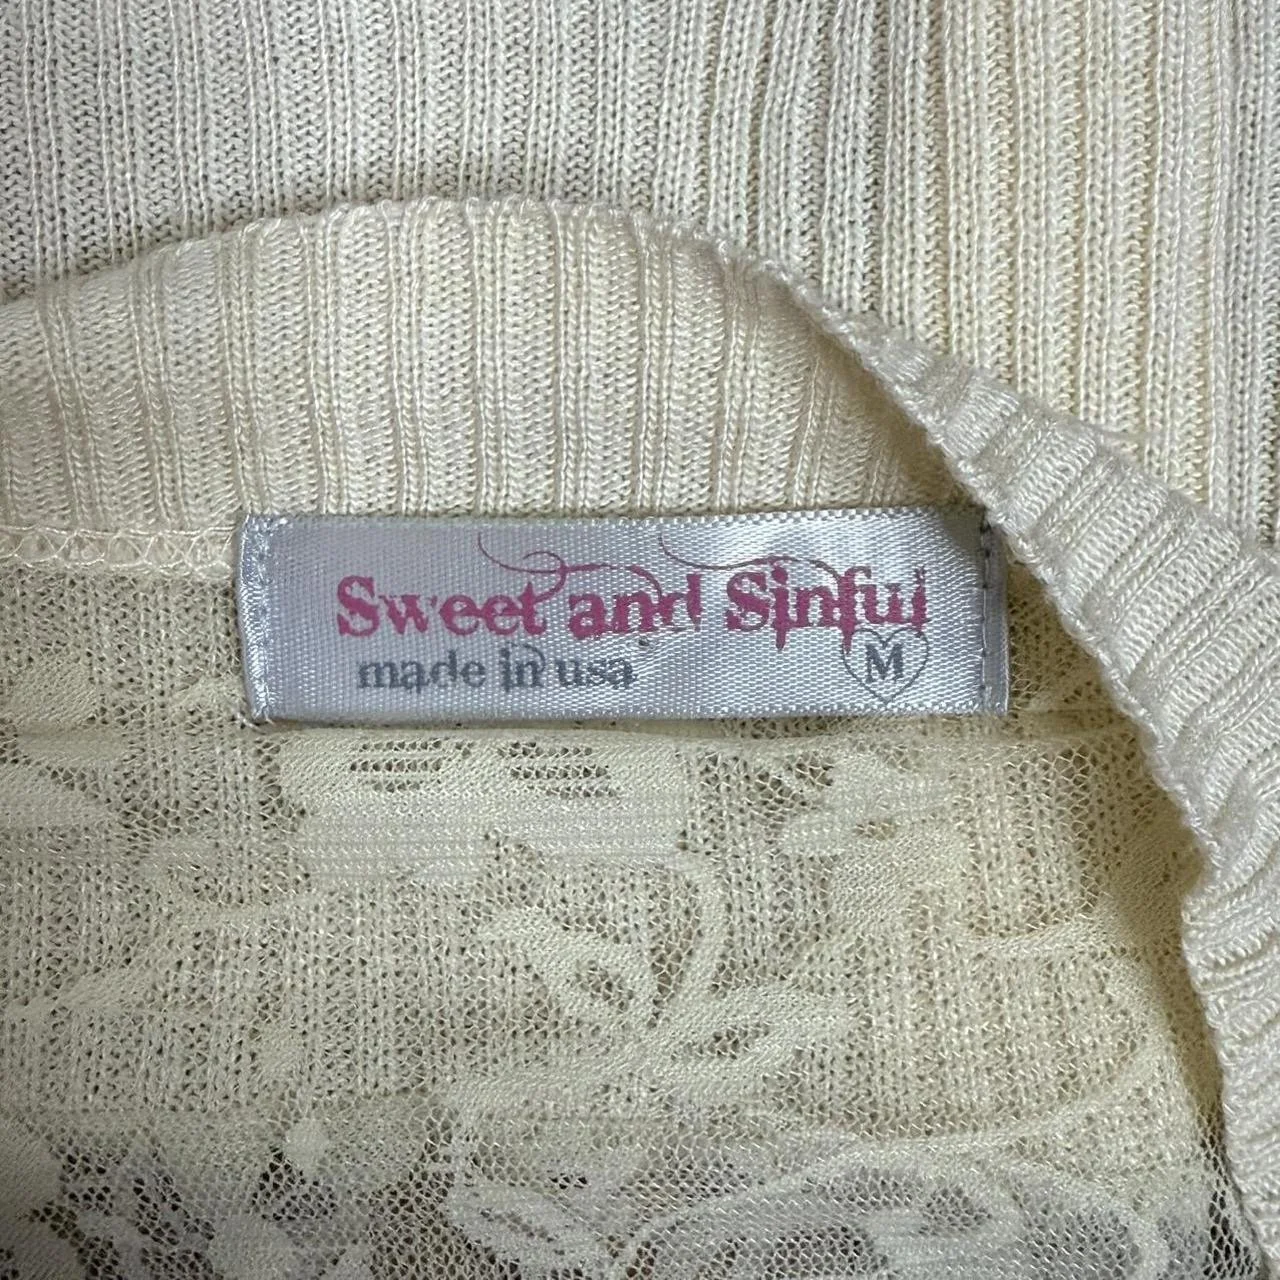 Sweet and Sinful
made in usa
M